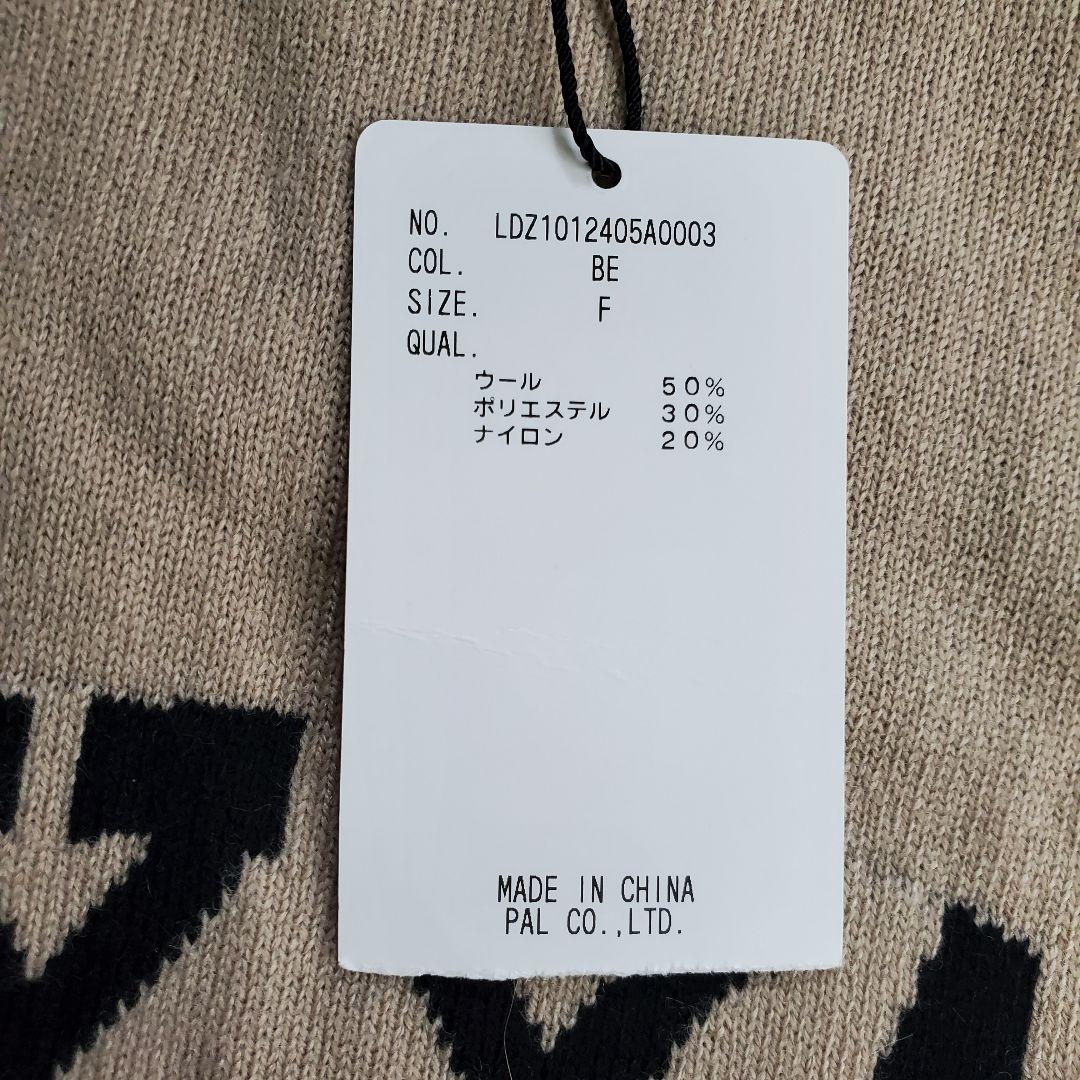 NO. LDZ1012405A0003
COL. BE
SIZE. F
QUAL.
ウール 50%
ポリエステル 30%
ナイロン 20%
MADE IN CHINA
PAL CO.,LTD.